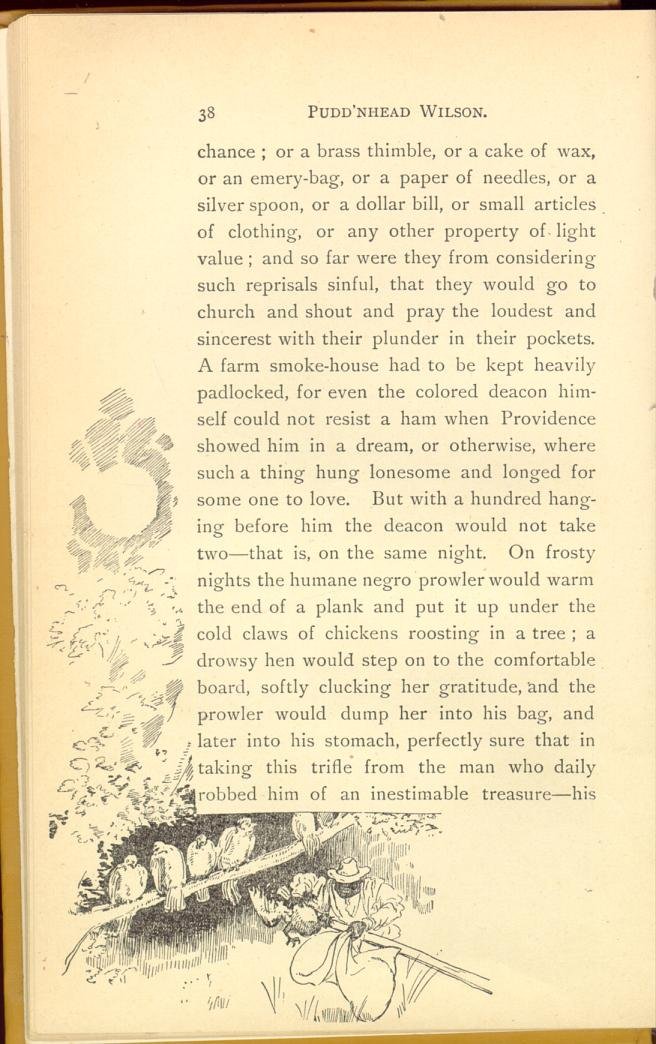 38 PUDD'NHEAD WILSON.
chance ; or a brass thimble, or a cake of wax,
or an emery-bag, or a paper of needles, or a
silver spoon, or a dollar bill, or small articles
of clothing, or any other property of light
value ; and so far were they from considering
such reprisals sinful, that they would go to
church and shout and pray the loudest and
sincerest with their plunder in their pockets.
A farm smoke-house had to be kept heavily
padlocked, for even the colored deacon him-
self could not resist a ham when Providence
showed him in a dream, or otherwise, where
such a thing hung lonesome and longed for
some one to love. But with a hundred hang-
ing before him the deacon would not take
two—that is, on the same night. On frosty
nights the humane negro prowler would warm
the end of a plank and put it up under the
cold claws of chickens roosting in a tree ; a
drowsy hen would step on to the comfortable
board, softly clucking her gratitude, and the
prowler would dump her into his bag, and
later into his stomach, perfectly sure that in
taking this trifle from the man who daily
robbed him of an inestimable treasure—his